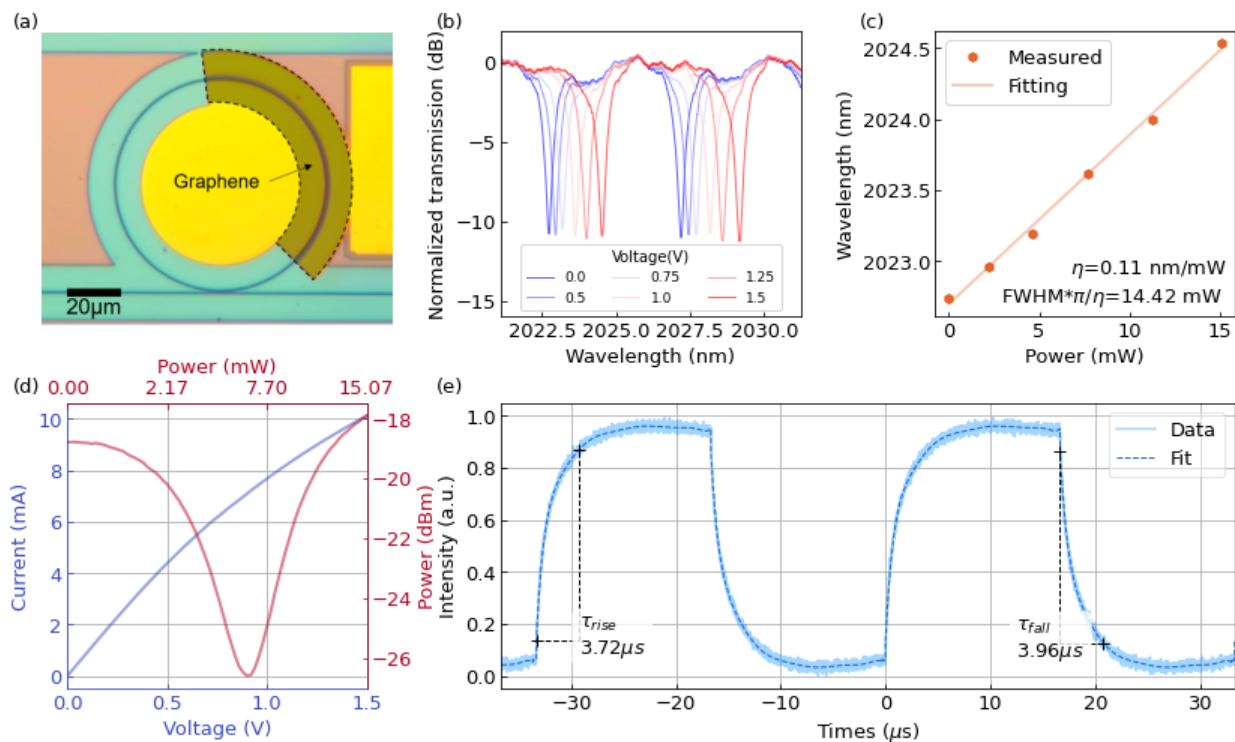 (a)
Graphene
20μm
(b)
Normalized transmission (dB)
0
−5
−10
−15
Voltage(V)
0.0 0.75 1.25
0.5 1.0 1.5
2022.5 2025.0 2027.5 2030.0
Wavelength (nm)
(c)
Wavelength (nm)
2024.5
2024.0
2023.5
2023.0
Measured
Fitting
η=0.11 nm/mW
FWHM*π/η=14.42 mW
0 5 10 15
Power (mW)
(d)
Power (mW)
0.00 2.17 7.70 15.07
Current (mA)
10
8
6
4
2
0
−18
−20
−22
−24
−26
Power (dBm)
0.0 0.5 1.0 1.5
Voltage (V)
(e)
Intensity (a.u.)
1.0
0.8
0.6
0.4
0.2
0.0
Data
Fit
τrise
3.72μs
τfall
3.96μs
−30 −20 −10 0 10 20 30
Times (μs)